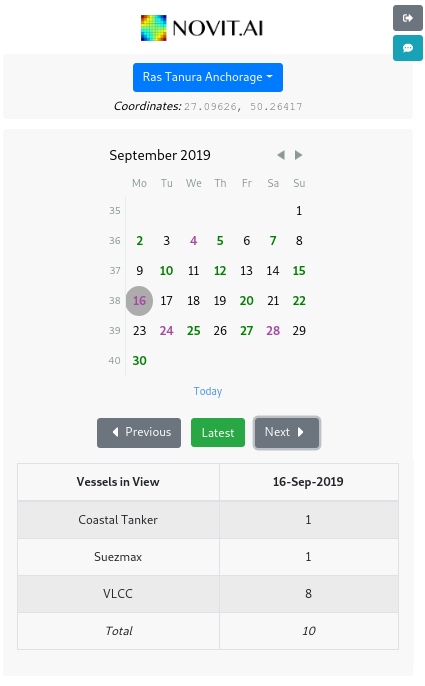 NOVIT.AI
Ras Tanura Anchorage
Coordinates: 27.09626, 50.26417
September 2019
Mo Tu We Th Fr Sa Su
35 1
36 2 3 4 5 6 7 8
37 9 10 11 12 13 14 15
38 16 17 18 19 20 21 22
39 23 24 25 26 27 28 29
40 30
Today
Previous Latest Next
Vessels in View 16-Sep-2019
Coastal Tanker 1
Suezmax 1
VLCC 8
Total 10